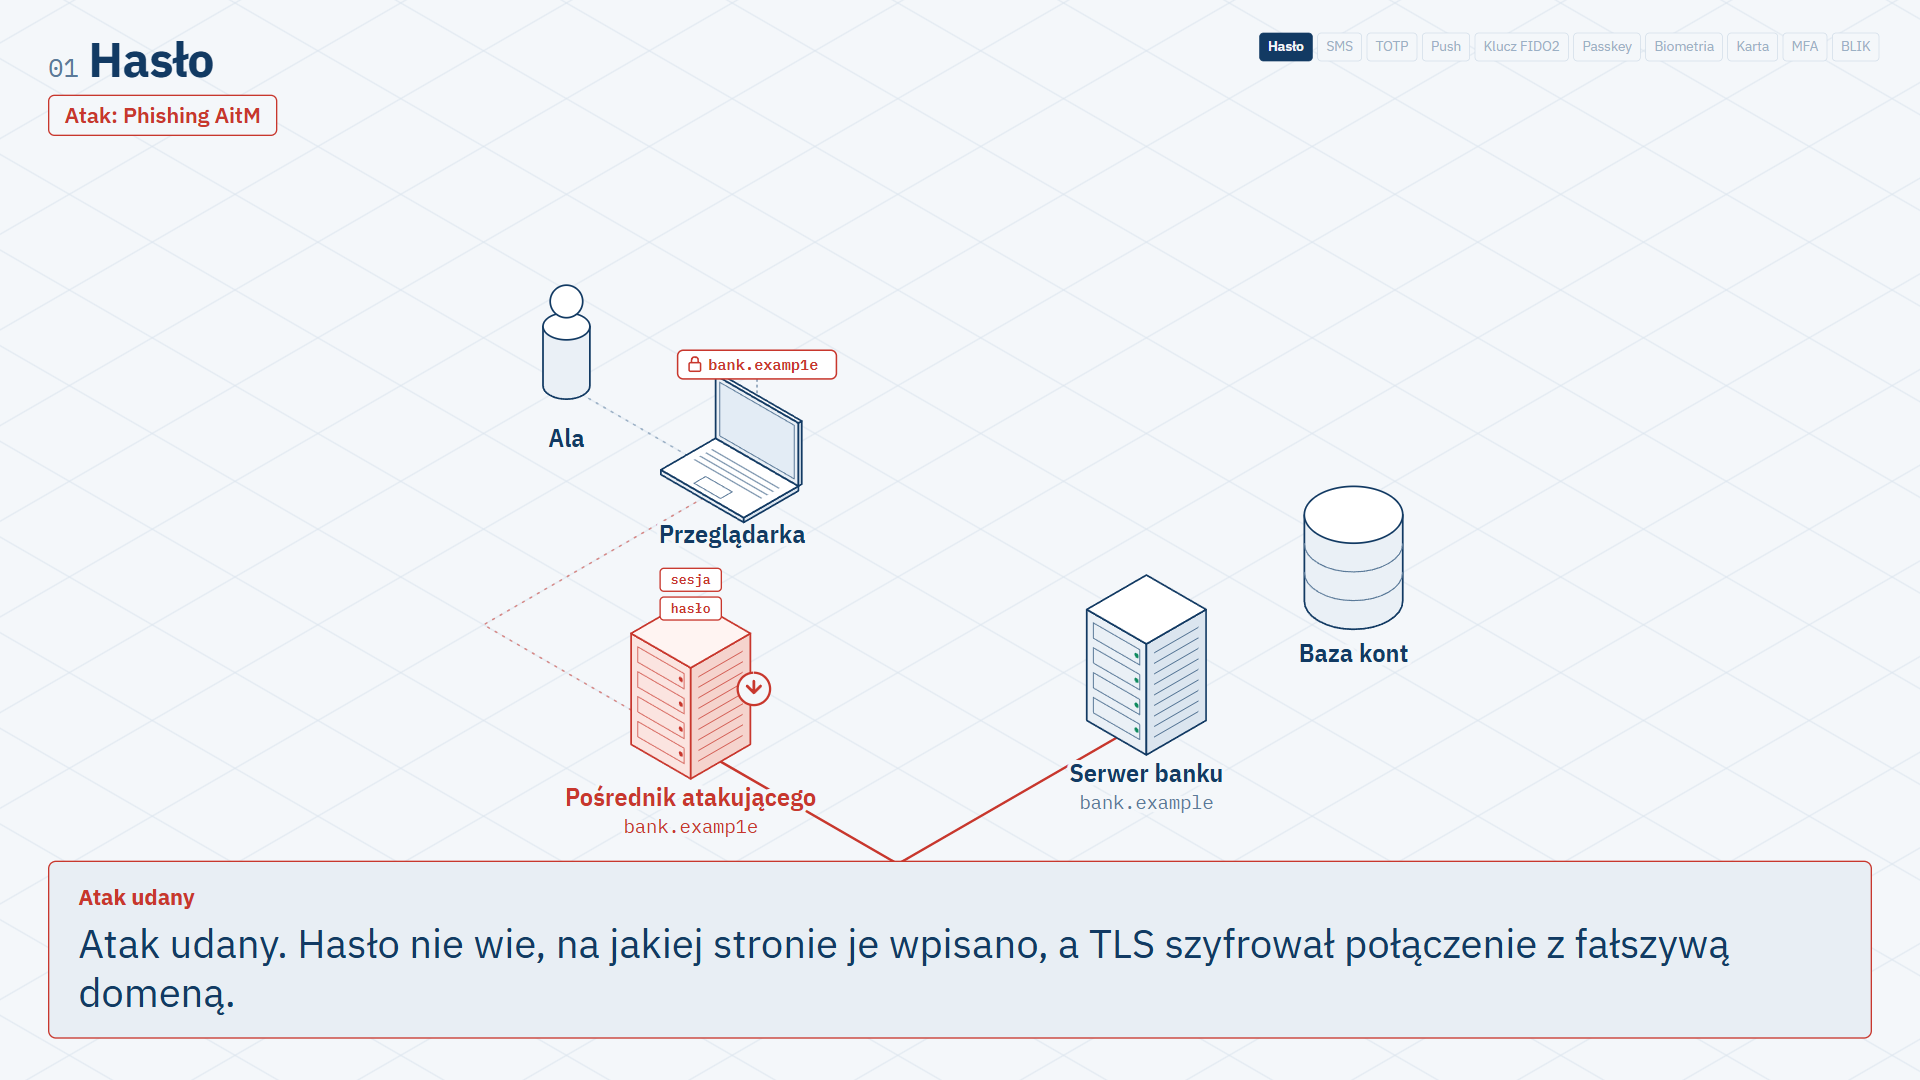 01 Hasło
Atak: Phishing AitM
Hasło SMS TOTP Push Klucz FIDO2 Passkey Biometria Karta MFA BLIK
bank.examp1e
Ala
Przeglądarka
sesja
hasło
Pośrednik atakującego
bank.examp1e
Serwer banku
bank.example
Baza kont
Atak udany
Atak udany. Hasło nie wie, na jakiej stronie je wpisano, a TLS szyfrował połączenie z fałszywą
domeną.